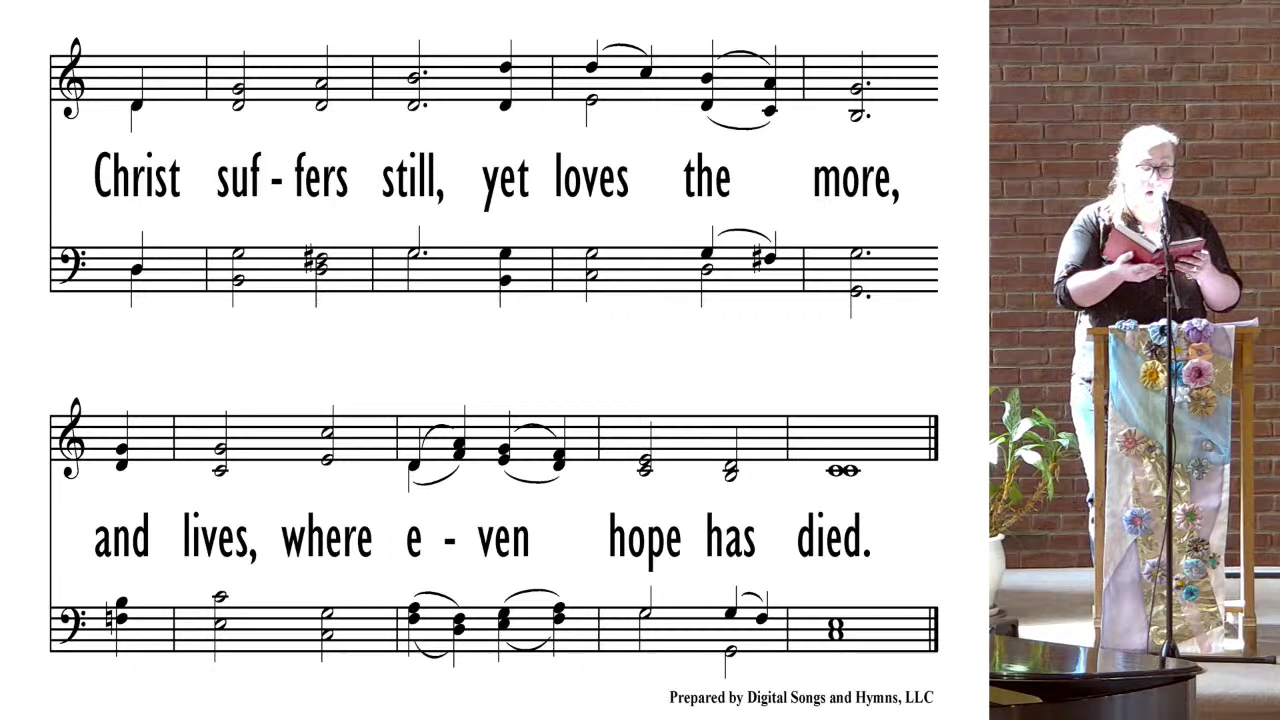 Christ suf - fers still, yet loves the more,
and lives, where e - ven hope has died.
Prepared by Digital Songs and Hymns, LLC